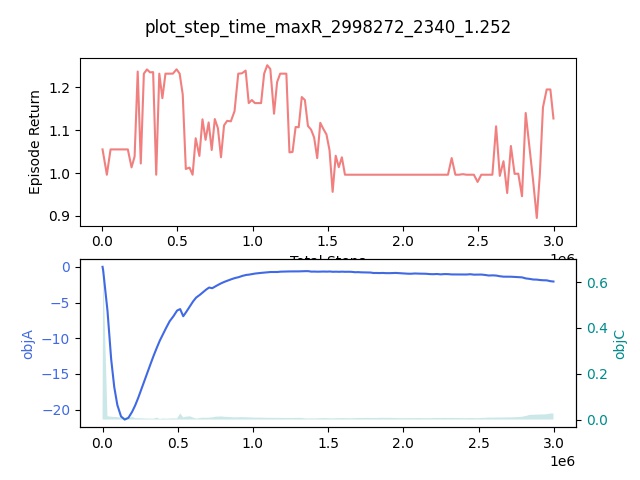 plot_step_time_maxR_2998272_2340_1.252
Episode Return
1.2
1.1
1.0
0.9
0.0 0.5 1.0 1.5 2.0 2.5 3.0
Total Steps 1e6
objA
0
−5
−10
−15
−20
0.6
0.4
0.2
0.0
objC
0.0 0.5 1.0 1.5 2.0 2.5 3.0
1e6